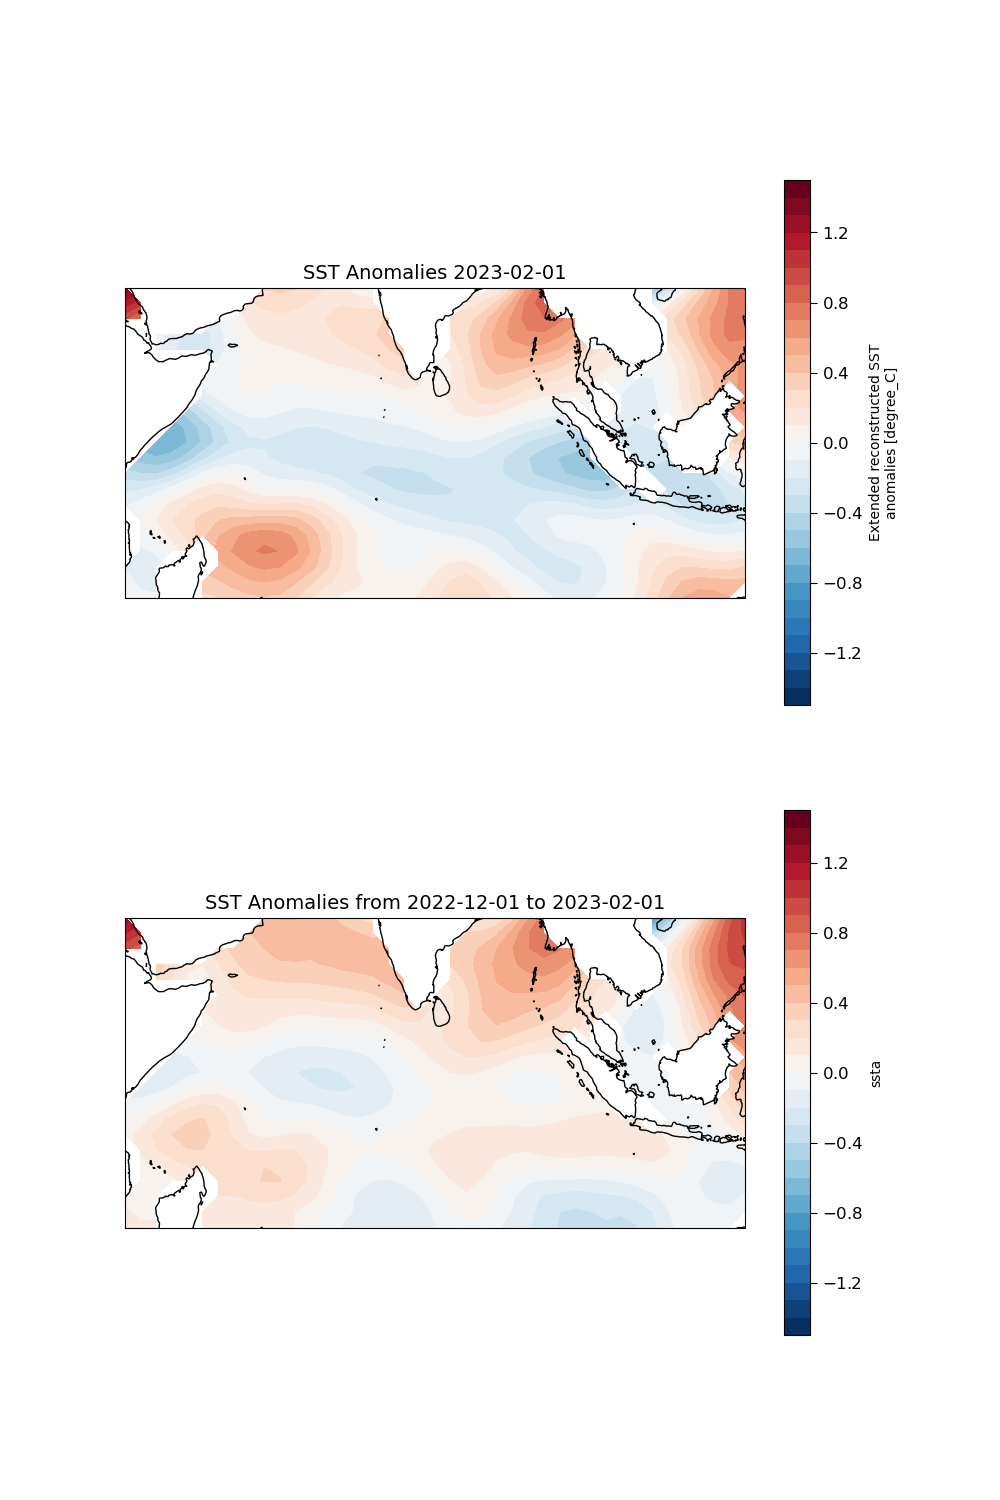 SST Anomalies 2023-02-01
1.2
0.8
0.4
0.0
−0.4
−0.8
−1.2
Extended reconstructed SST
anomalies [degree_C]
SST Anomalies from 2022-12-01 to 2023-02-01
1.2
0.8
0.4
0.0
−0.4
−0.8
−1.2
ssta